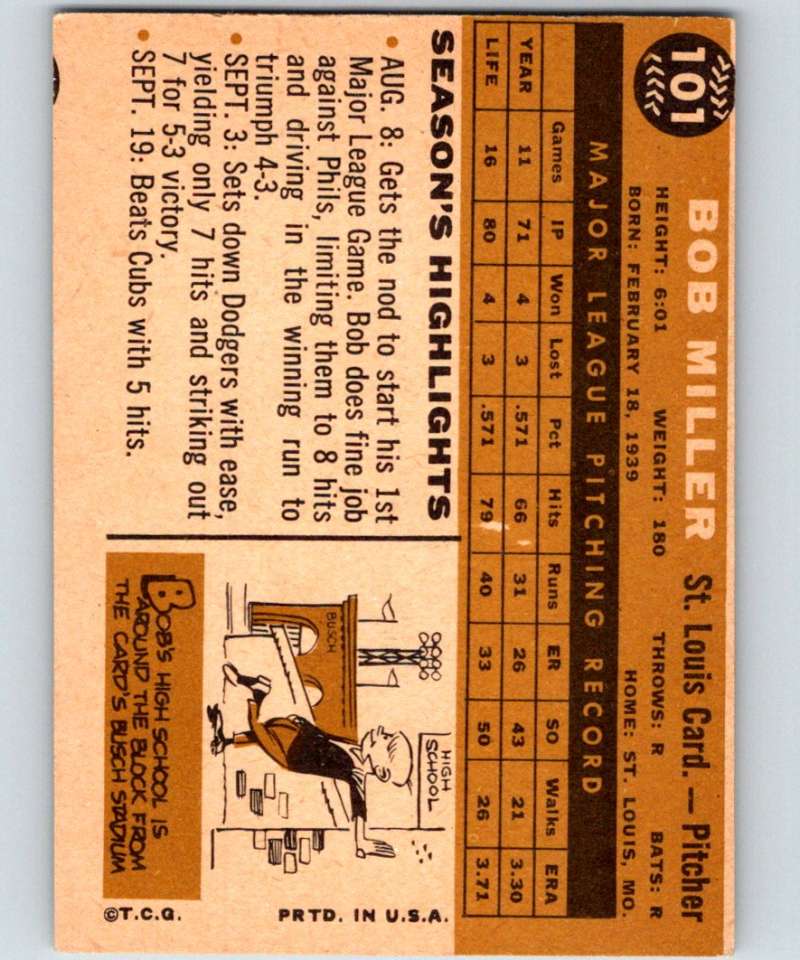 101
BOB MILLER St. Louis Card. — Pitcher
HEIGHT: 6:01 WEIGHT: 180 THROWS: R BATS: R
BORN: FEBRUARY 18, 1939 HOME: ST. LOUIS, MO.
MAJOR LEAGUE PITCHING RECORD
Games IP Won Lost Pct Hits Runs ER SO Walks ERA
YEAR 11 71 4 3 .571 66 31 26 43 21 3.30
LIFE 16 80 4 3 .571 79 40 33 50 26 3.71
SEASON'S HIGHLIGHTS
• AUG. 8: Gets the nod to start his 1st
Major League Game. Bob does fine job
against Phils, limiting them to 8 hits
and driving in the winning run to
triumph 4-3.
• SEPT. 3: Sets down Dodgers with ease,
yielding only 7 hits and striking out
7 for 5-3 victory.
• SEPT. 19: Beats Cubs with 5 hits.
HIGH
SCHOOL
BUSCH
BOB'S HIGH SCHOOL IS
AROUND THE BLOCK FROM
THE CARD'S BUSCH STADIUM
©T.C.G. PRTD. IN U.S.A.